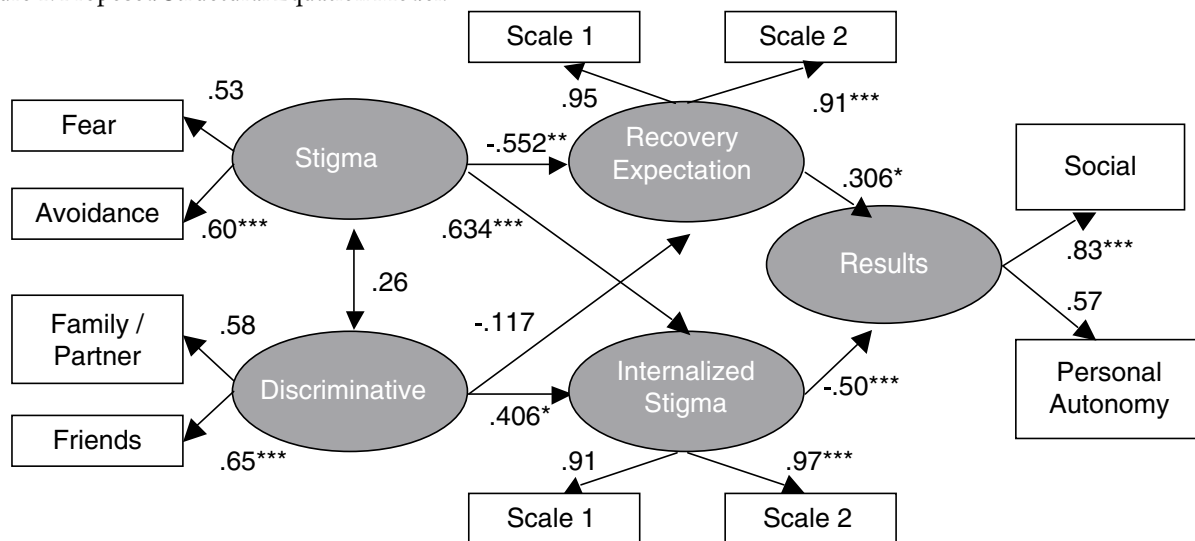 Scale 1
Scale 2
.53
.95
.91***
Fear
Stigma
-.552**
Recovery
Expectation
Social
.306*
Avoidance
.60***
.634***
.83***
Results
.26
Family /
Partner
.58
-.117
.57
Discriminative
Internalized
Stigma
-.50***
Personal
Autonomy
Friends
.406*
.65***
.91
.97***
Scale 1
Scale 2